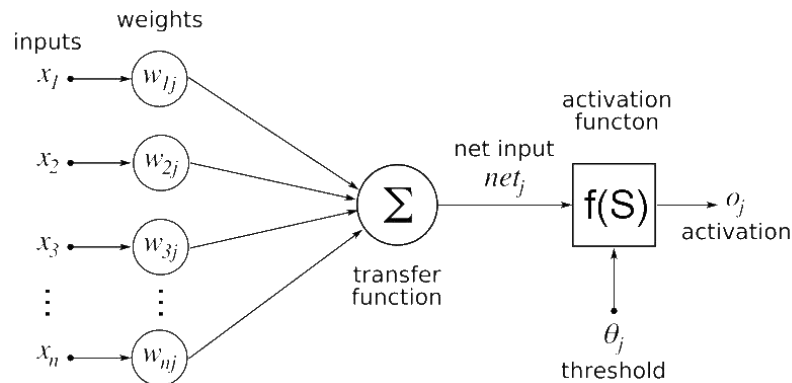 inputs
weights
x₁
w₁ⱼ
x₂
w₂ⱼ
x₃
w₃ⱼ
⋮
⋮
xₙ
wₙⱼ
Σ
transfer
function
net input
netⱼ
activation
functon
f(S)
oⱼ
activation
θⱼ
threshold